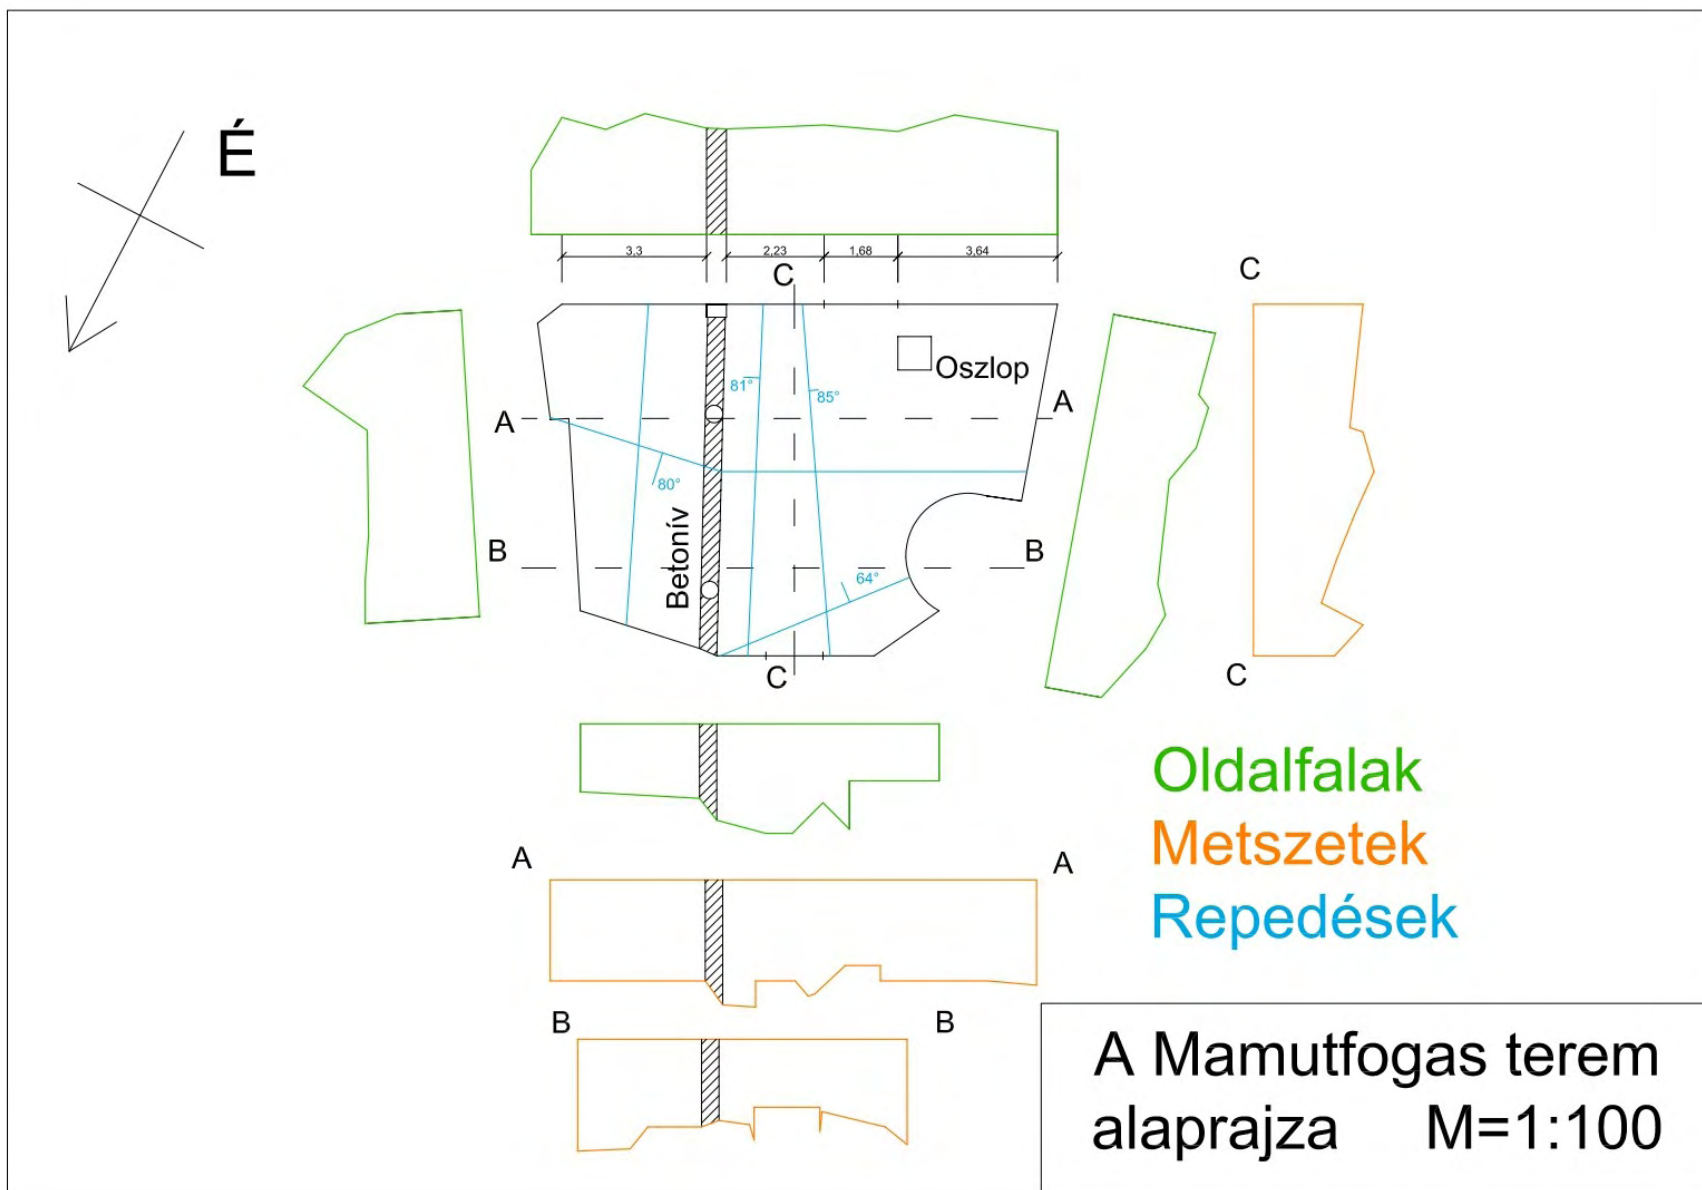 É
3,3
2,23
1,68
3,64
C
C
Oszlop
81°
85°
A
A
80°
Betonív
B
B
64°
C
C
Oldalfalak
Metszetek
Repedések
A
A
B
B
A Mamutfogas terem
alaprajza M=1:100